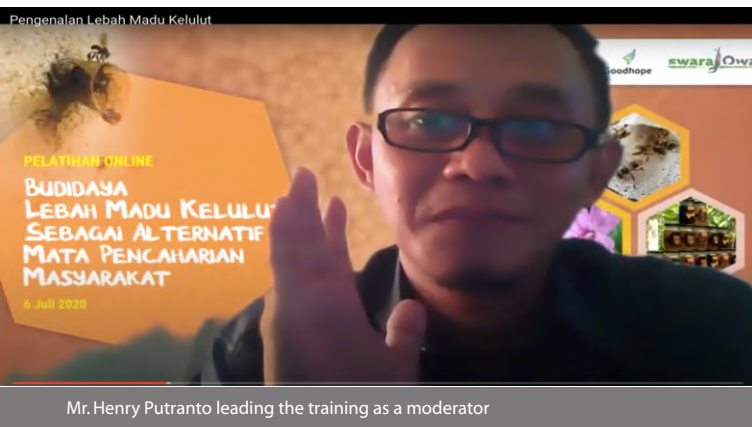 Pengenalan Lebah Madu Kelulut
Goodhope
swaraOwa
PELATIHAN ONLINE
BUDIDAYA
LEBAH MADU KELULUT
SEBAGAI ALTERNATIF
MATA PENCAHARIAN
MASYARAKAT
6 Juli 2020
Mr. Henry Putranto leading the training as a moderator